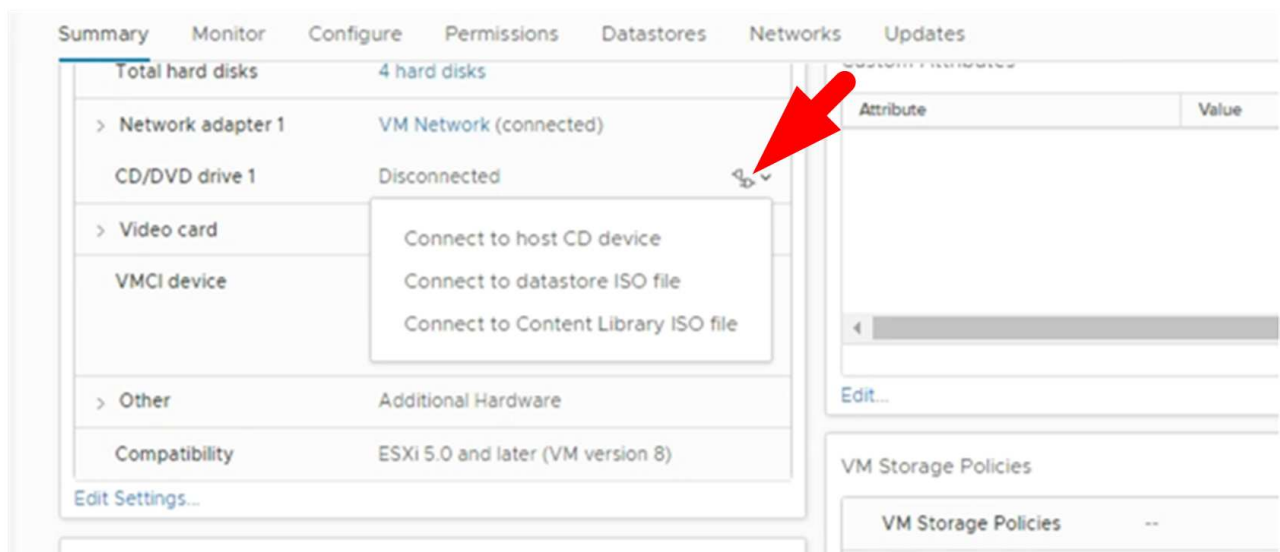 Summary Monitor Configure Permissions Datastores Networks Updates
Total hard disks 4 hard disks
Custom Attributes
Attribute Value
> Network adapter 1 VM Network (connected)
CD/DVD drive 1 Disconnected
> Video card
Connect to host CD device
VMCI device
Connect to datastore ISO file
Connect to Content Library ISO file
> Other Additional Hardware
Edit...
Compatibility ESXi 5.0 and later (VM version 8)
Edit Settings...
VM Storage Policies
VM Storage Policies --